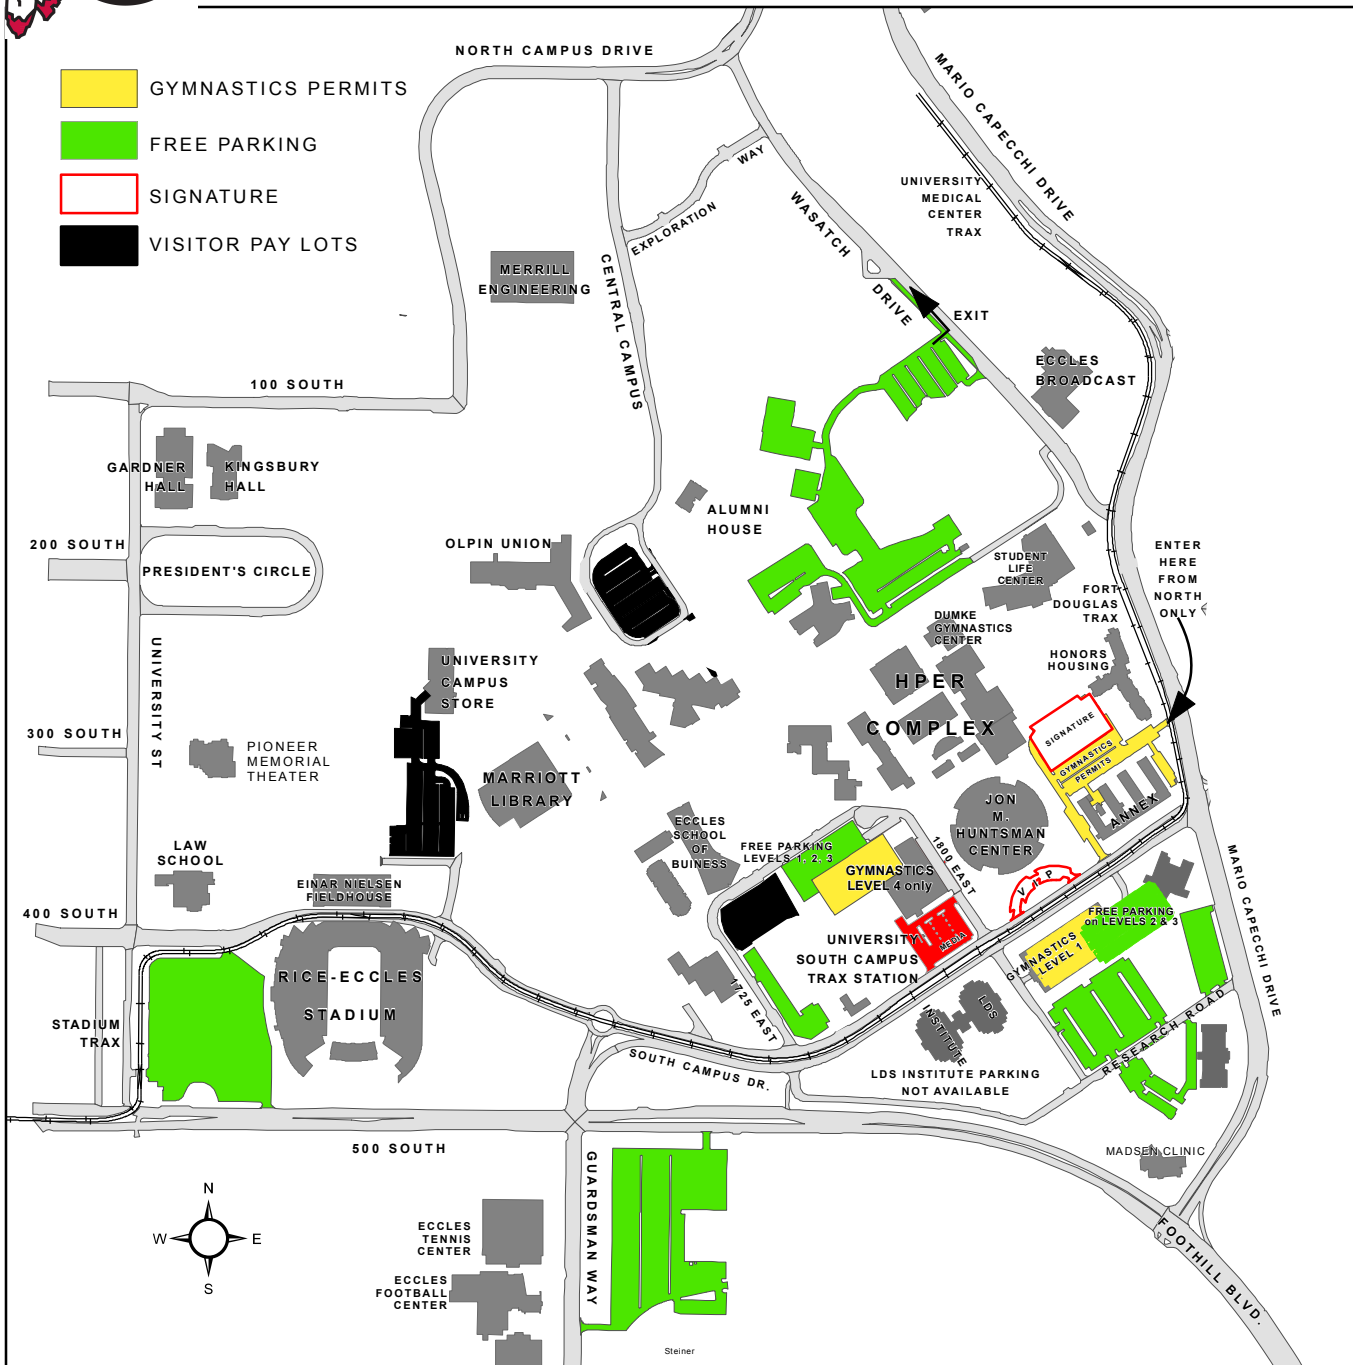 NORTH CAMPUS DRIVE
MARIO CAPECCHI DRIVE
GYMNASTICS PERMITS
FREE PARKING
SIGNATURE
VISITOR PAY LOTS
EXPLORATION WAY
WASATCH DRIVE
UNIVERSITY
MEDICAL
CENTER
TRAX
MERRILL
ENGINEERING
CENTRAL CAMPUS
EXIT
ECCLES
BROADCAST
100 SOUTH
GARDNER
HALL
KINGSBURY
HALL
ALUMNI
HOUSE
OLPIN UNION
200 SOUTH
PRESIDENT'S CIRCLE
STUDENT
LIFE
CENTER
ENTER
HERE
FROM
NORTH
ONLY
FORT
DOUGLAS
TRAX
DUMKE
GYMNASTICS
CENTER
HONORS
HOUSING
UNIVERSITY ST
UNIVERSITY
CAMPUS
STORE
HPER
COMPLEX
SIGNATURE
GYMNASTICS
PERMITS
ANNEX
300 SOUTH
PIONEER
MEMORIAL
THEATER
MARRIOTT
LIBRARY
JON
M.
HUNTSMAN
CENTER
ECCLES
SCHOOL
OF
BUINESS
FREE PARKING
LEVELS 1, 2, 3
GYMNASTICS
LEVEL 4 only
1800 EAST
VIP
LAW
SCHOOL
EINAR NIELSEN
FIELDHOUSE
400 SOUTH
MARIO CAPECCHI DRIVE
FREE PARKING
on LEVELS 2 & 3
GYMNASTICS
LEVEL 1
MEDIA
UNIVERSITY
SOUTH CAMPUS
TRAX STATION
RICE-ECCLES
STADIUM
STADIUM
TRAX
1725 EAST
LDS
INSTITUTE
RESEARCH ROAD
SOUTH CAMPUS DR.
LDS INSTITUTE PARKING
NOT AVAILABLE
500 SOUTH
MADSEN CLINIC
GUARDSMAN WAY
N
W
E
S
ECCLES
TENNIS
CENTER
ECCLES
FOOTBALL
CENTER
FOOTHILL BLVD.
Steiner